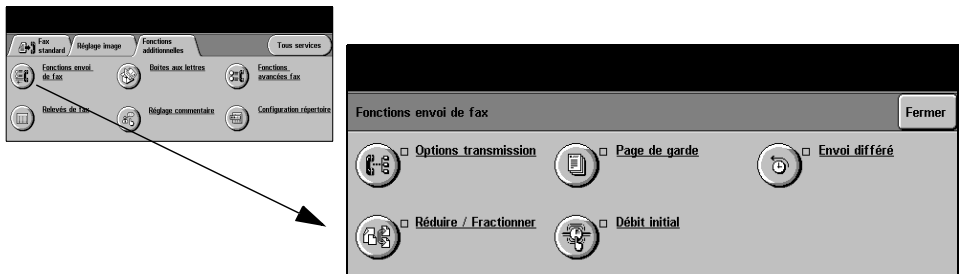 Fax standard
Réglage image
Fonctions additionnelles
Tous services
Fonctions envoi de fax
Boîtes aux lettres
Fonctions avancées fax
Relevés de fax
Réglage commentaire
Configuration répertoire
Fonctions envoi de fax
Fermer
Options transmission
Page de garde
Envoi différé
Réduire / Fractionner
Débit initial